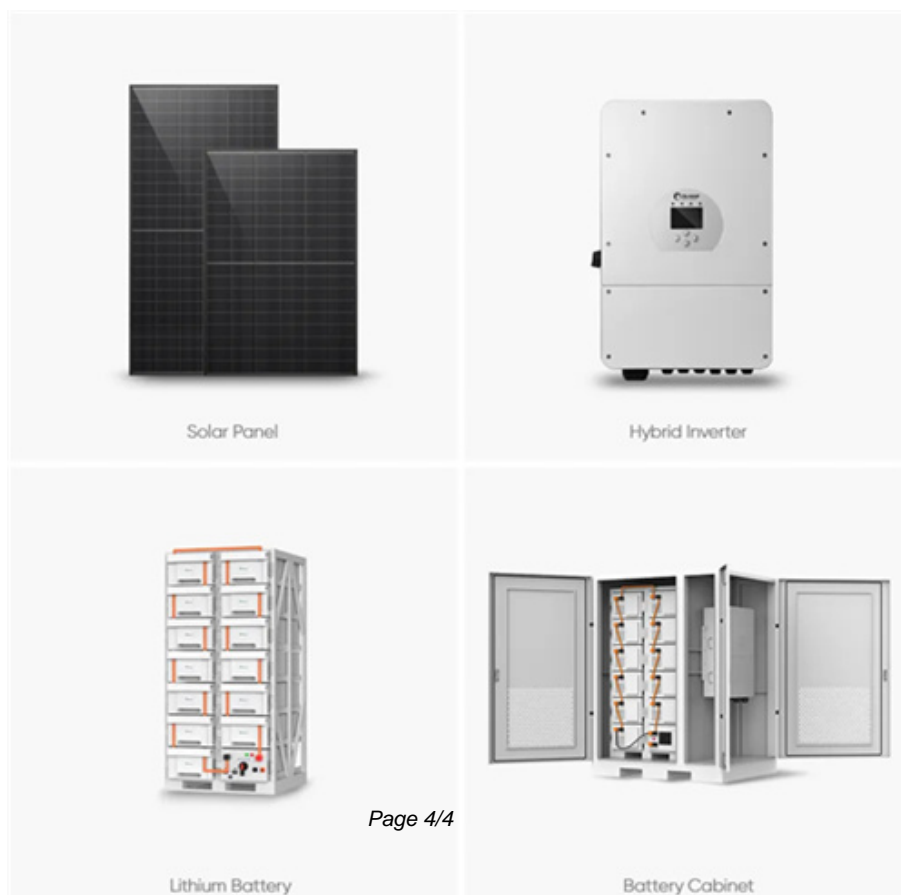 Solar Panel
Hybrid Inverter
Page 4/4
Lithium Battery
Battery Cabinet